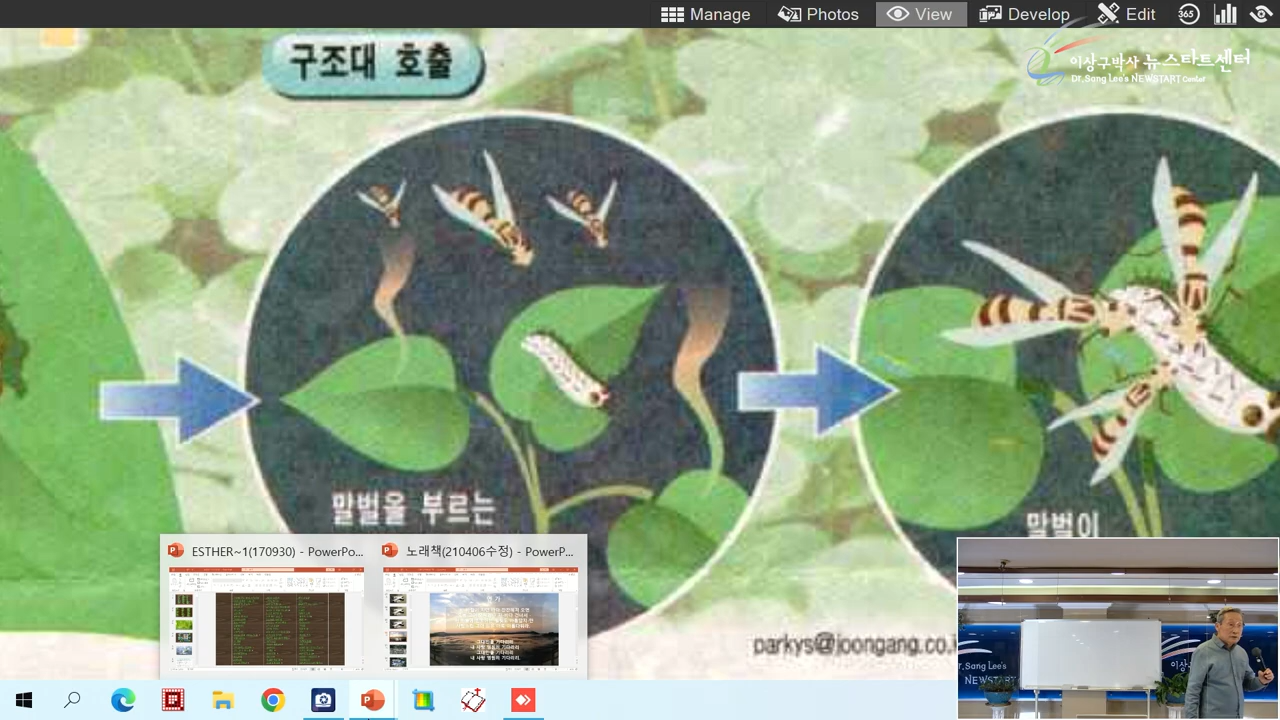 Manage
Photos
View
Develop
Edit
365
이상구박사 뉴스타트센터
Dr.Sang Lee's NEWSTART Center
구조대 호출
말벌을 부르는
말벌이
ESTHER~1(170930) - PowerPo...
노래책(210406수정) - PowerP...
parkys@joongang.co.